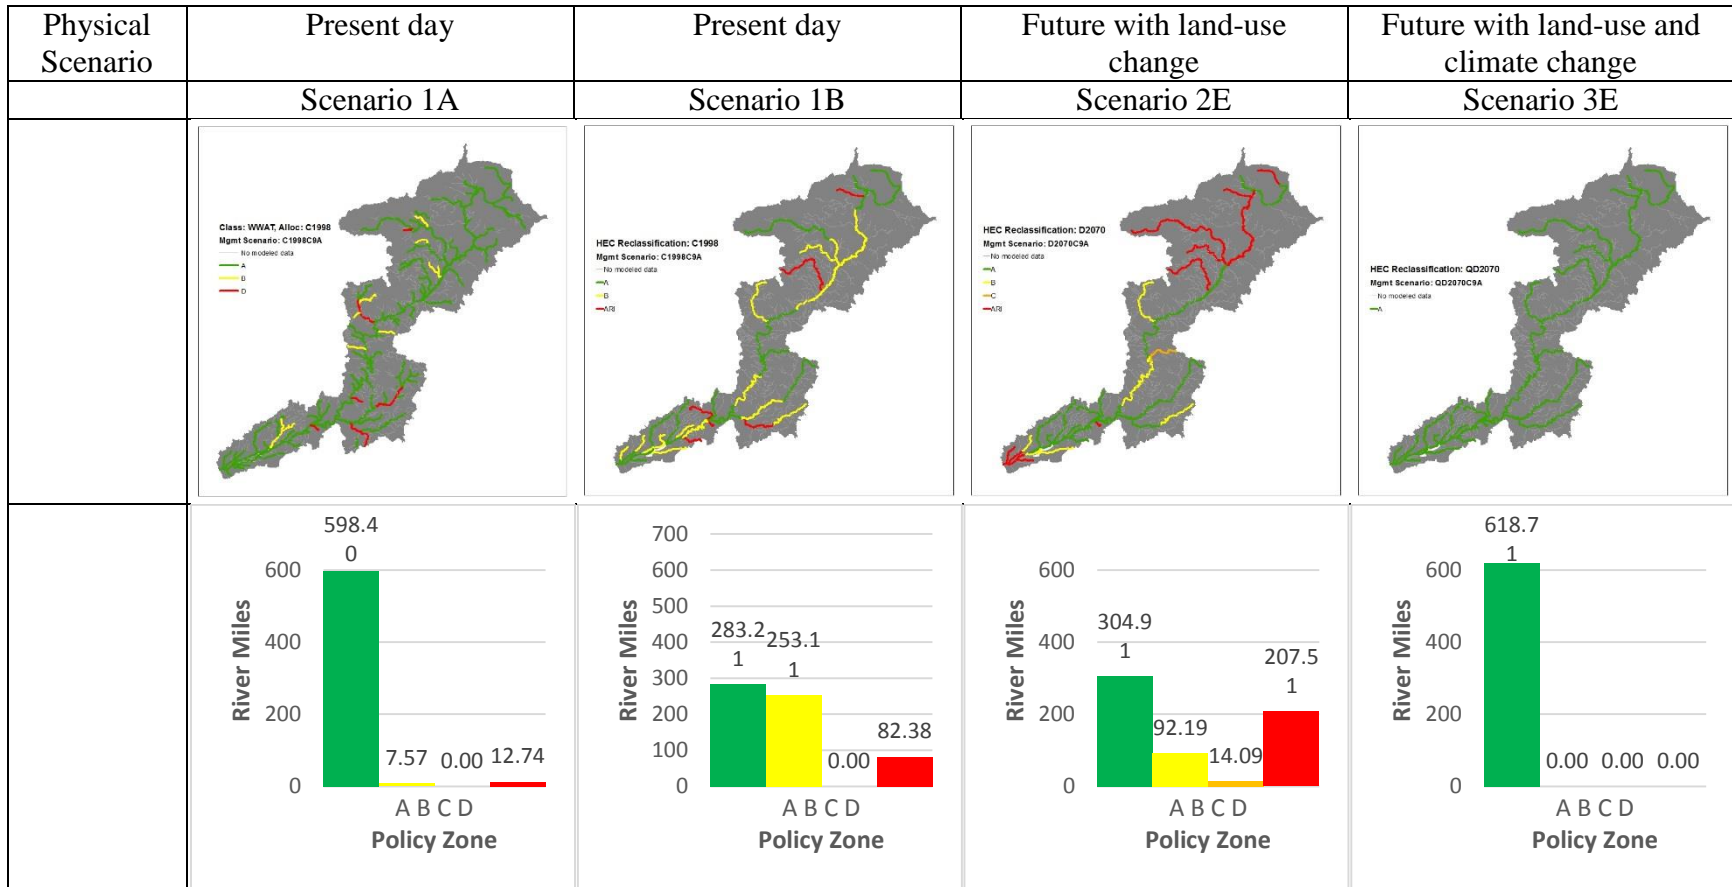 Physical
Scenario
Present day
Present day
Future with land-use
change
Future with land-use and
climate change
Scenario 1A
Scenario 1B
Scenario 2E
Scenario 3E
Class: WWAT, Alloc: C1998
Mgmt Scenario: C1998C9A
No modeled data
A
B
D
HEC Reclassification: C1998
Mgmt Scenario: C1998C9A
No modeled data
A
B
ARI
HEC Reclassification: D2070
Mgmt Scenario: D2070C9A
No modeled data
A
B
C
ARI
HEC Reclassification: QD2070
Mgmt Scenario: QD2070C9A
No modeled data
A
598.4
0
600
400
200
0
River Miles
7.57
0.00
12.74
A B C D
Policy Zone
700
600
500
400
300
200
100
0
River Miles
283.2
1
253.1
1
0.00
82.38
A B C D
Policy Zone
600
400
200
0
River Miles
304.9
1
92.19
14.09
207.5
1
A B C D
Policy Zone
618.7
1
600
400
200
0
River Miles
0.00
0.00
0.00
A B C D
Policy Zone